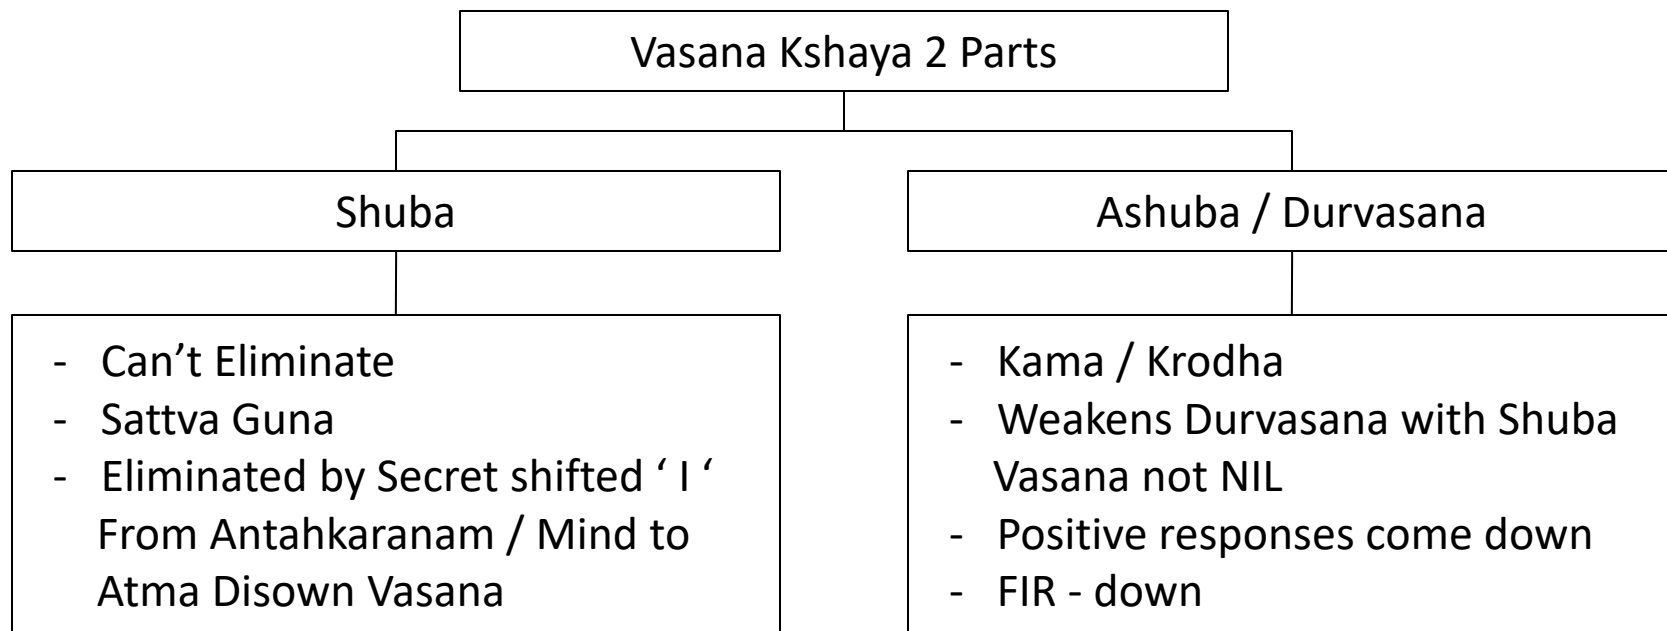 Vasana Kshaya 2 Parts
Shuba
Ashuba / Durvasana
- Can’t Eliminate
- Sattva Guna
- Eliminated by Secret shifted ‘ I ‘
From Antahkaranam / Mind to
Atma Disown Vasana
- Kama / Krodha
- Weakens Durvasana with Shuba
Vasana not NIL
- Positive responses come down
- FIR - down